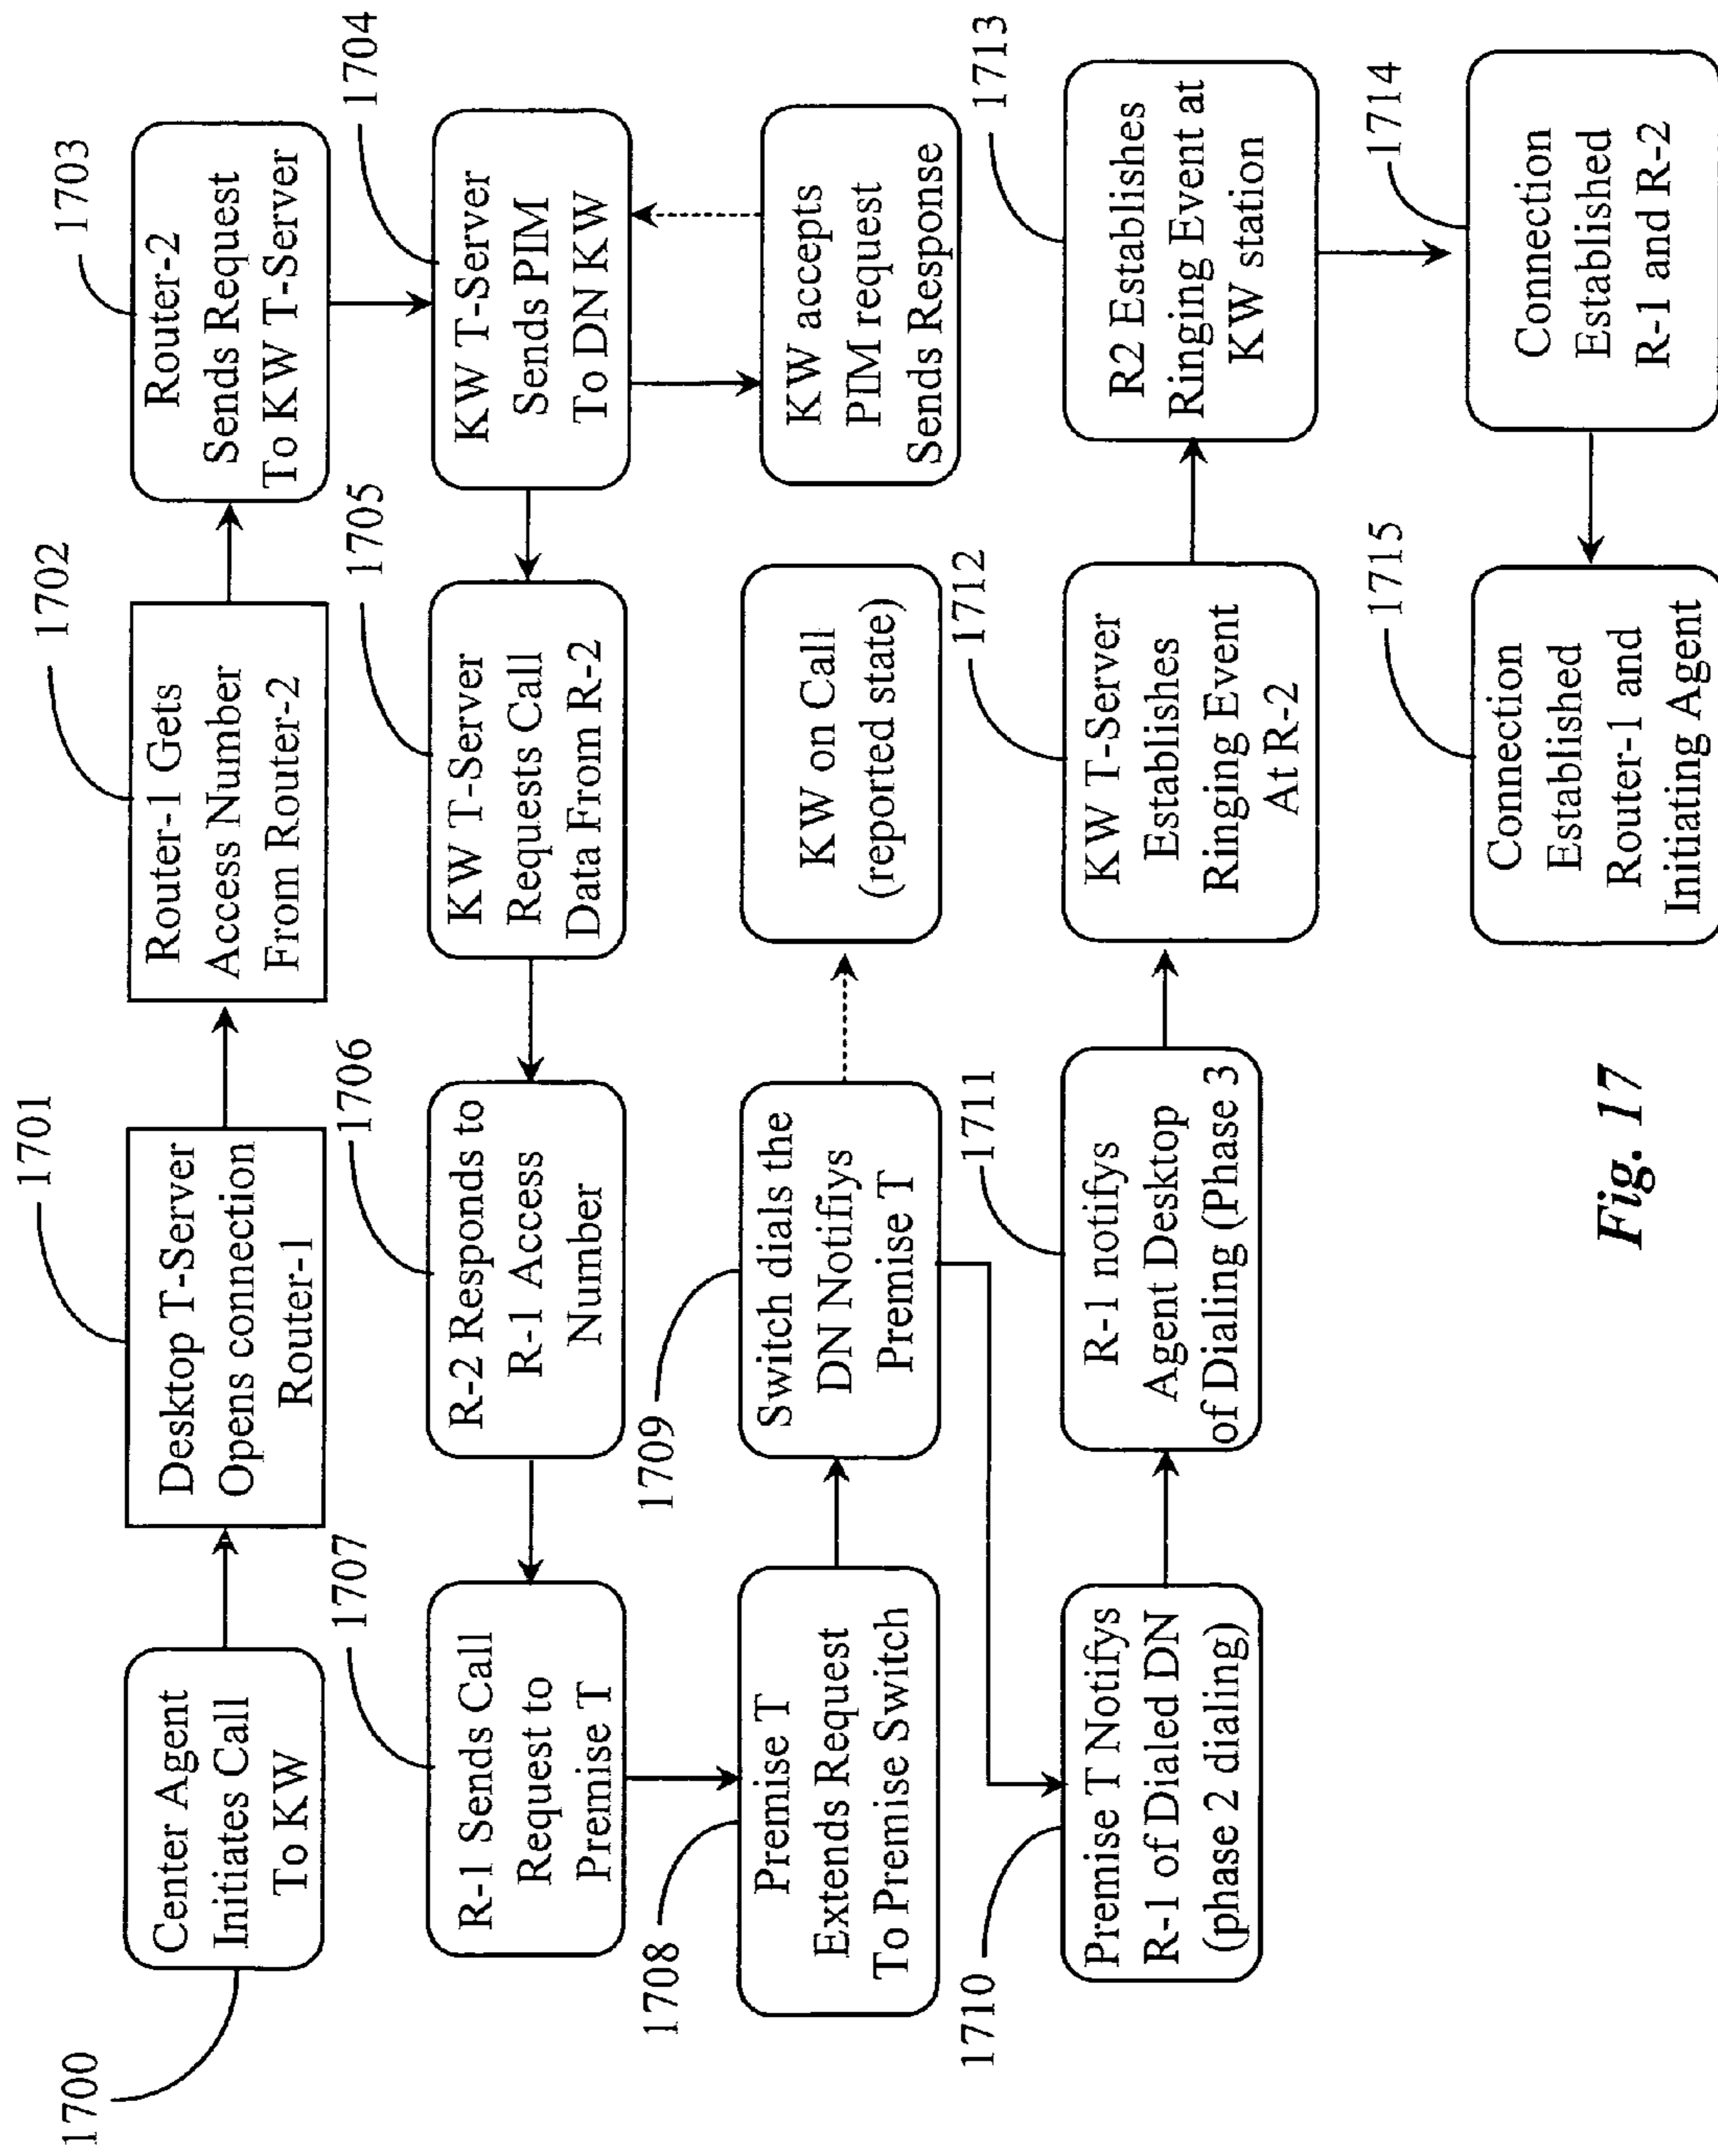 1700
Center Agent
Initiates Call
To KW
1701
Desktop T-Server
Opens connection
Router-1
1702
Router-1 Gets
Access Number
From Router-2
1703
Router-2
Sends Request
To KW T-Server
1704
KW T-Server
Sends PIM
To DN KW
KW accepts
PIM request
Sends Response
1705
KW T-Server
Requests Call
Data From R-2
1706
R-2 Responds to
R-1 Access
Number
1707
R-1 Sends Call
Request to
Premise T
1708
Premise T
Extends Request
To Premise Switch
1709
Switch dials the
DN Notifiys
Premise T
KW on Call
(reported state)
1710
Premise T Notifys
R-1 of Dialed DN
(phase 2 dialing)
1711
R-1 notifys
Agent Desktop
of Dialing (Phase 3
1712
KW T-Server
Establishes
Ringing Event
At R-2
1713
R2 Establishes
Ringing Event at
KW station
1714
Connection
Established
R-1 and R-2
1715
Connection
Established
Router-1 and
Initiating Agent
Fig. 17